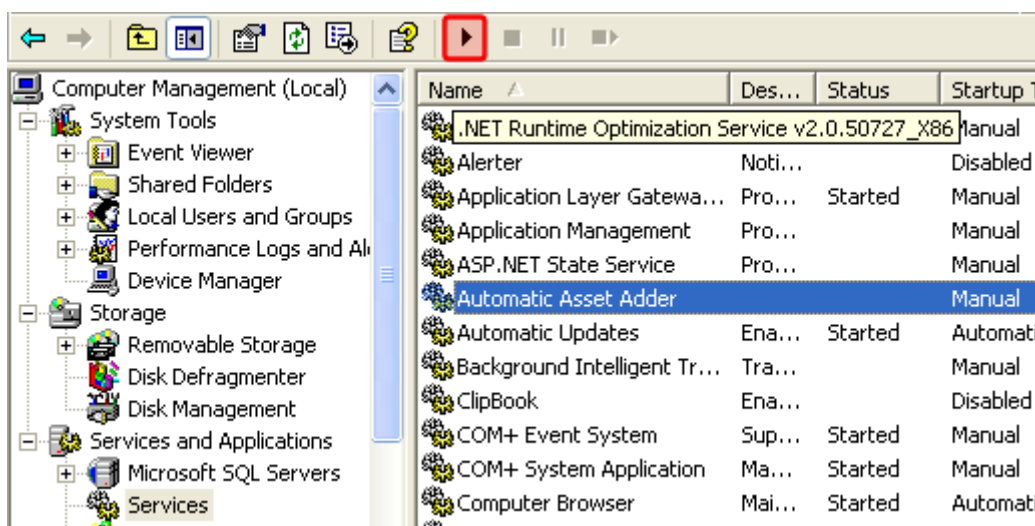 Computer Management (Local)
System Tools
Event Viewer
Shared Folders
Local Users and Groups
Performance Logs and Al
Device Manager
Storage
Removable Storage
Disk Defragmenter
Disk Management
Services and Applications
Microsoft SQL Servers
Services
Name Des... Status Startup T
.NET Runtime Optimization Service v2.0.50727_X86 Manual
Alerter Noti... Disabled
Application Layer Gatewa... Pro... Started Manual
Application Management Pro... Manual
ASP.NET State Service Pro... Manual
Automatic Asset Adder Manual
Automatic Updates Ena... Started Automati
Background Intelligent Tr... Tra... Manual
ClipBook Ena... Disabled
COM+ Event System Sup... Started Manual
COM+ System Application Ma... Started Manual
Computer Browser Mai... Started Automati